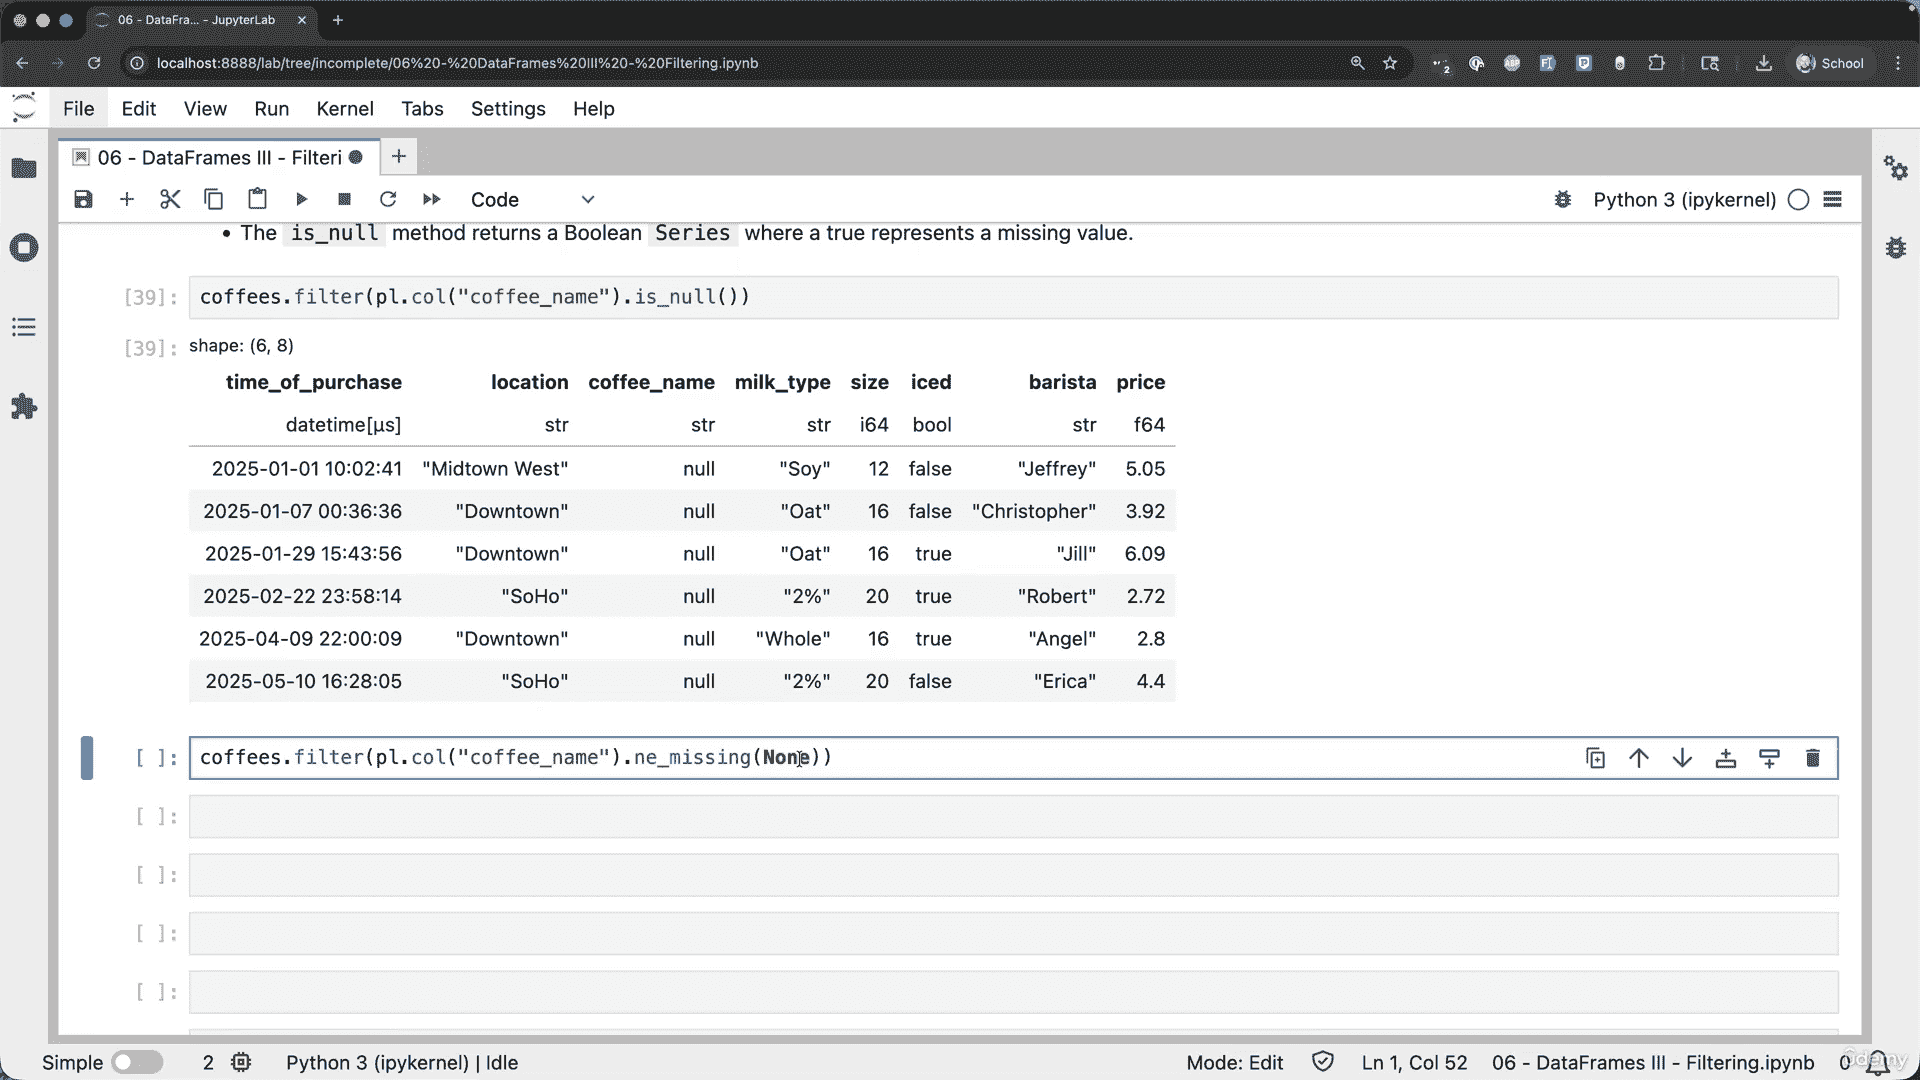 06 - DataFra... - JupyterLab
localhost:8888/lab/tree/incomplete/06%20-%20DataFrames%20III%20-%20Filtering.ipynb
2
ABP
School
File Edit View Run Kernel Tabs Settings Help
06 - DataFrames III - Filteri
Code
Python 3 (ipykernel)
• The is_null method returns a Boolean Series where a true represents a missing value.
[39]: coffees.filter(pl.col("coffee_name").is_null())
[39]: shape: (6, 8)
time_of_purchase location coffee_name milk_type size iced barista price
datetime[μs] str str str i64 bool str f64
2025-01-01 10:02:41 "Midtown West" null "Soy" 12 false "Jeffrey" 5.05
2025-01-07 00:36:36 "Downtown" null "Oat" 16 false "Christopher" 3.92
2025-01-29 15:43:56 "Downtown" null "Oat" 16 true "Jill" 6.09
2025-02-22 23:58:14 "SoHo" null "2%" 20 true "Robert" 2.72
2025-04-09 22:00:09 "Downtown" null "Whole" 16 true "Angel" 2.8
2025-05-10 16:28:05 "SoHo" null "2%" 20 false "Erica" 4.4
[ ]: coffees.filter(pl.col("coffee_name").ne_missing(None))
[ ]:
[ ]:
[ ]:
[ ]:
Simple 2 Python 3 (ipykernel) | Idle Mode: Edit Ln 1, Col 52 06 - DataFrames III - Filtering.ipynb 0
Udemy